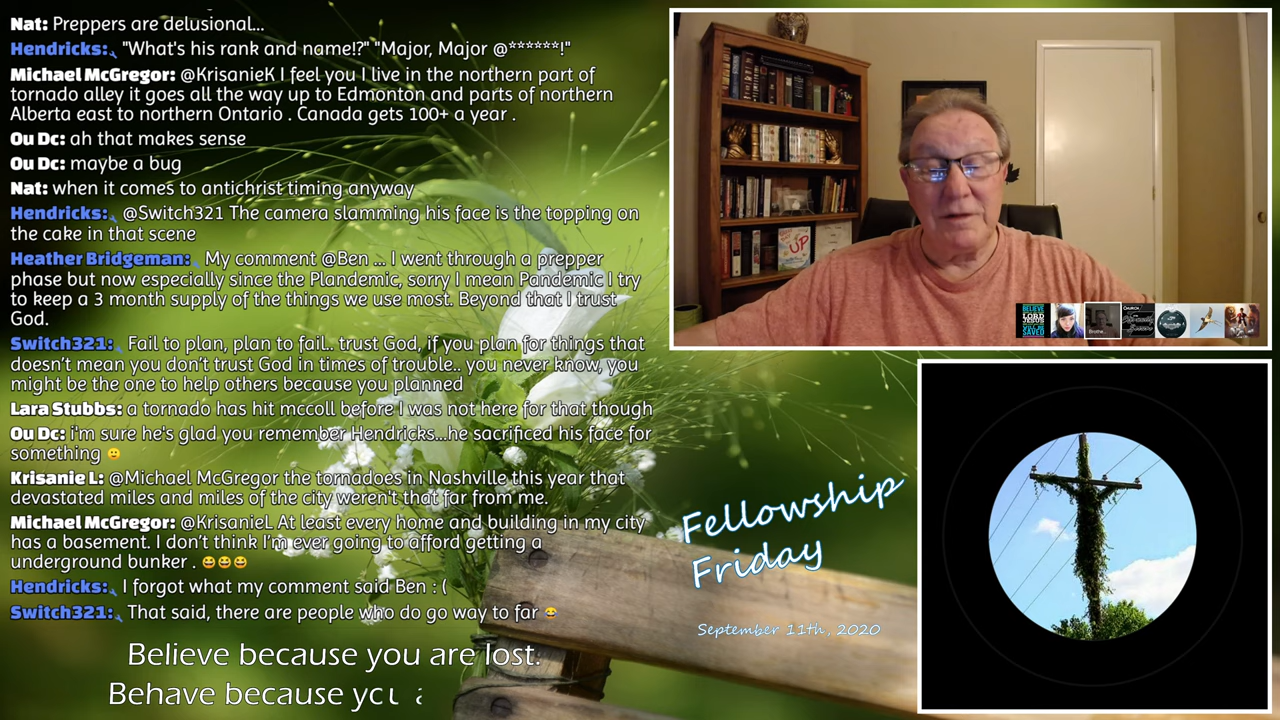 Nat: Preppers are delusional...
Hendricks: "What's his rank and name!?" "Major, Major @******!"
Michael McGregor: @KrisanieK I feel you I live in the northern part of
tornado alley it goes all the way up to Edmonton and parts of northern
Alberta east to northern Ontario . Canada gets 100+ a year .
Ou Dc: ah that makes sense
Ou Dc: maybe a bug
Nat: when it comes to antichrist timing anyway
Hendricks: @Switch321 The camera slamming his face is the topping on
the cake in that scene
Heather Bridgeman: My comment @Ben ... I went through a prepper
phase but now especially since the Plandemic, sorry I mean Pandemic I try
to keep a 3 month supply of the things we use most. Beyond that I trust
God.
Switch321: Fail to plan, plan to fail.. trust God, if you plan for things that
doesn't mean you don't trust God in times of trouble.. you never know, you
might be the one to help others because you planned
Lara Stubbs: a tornado has hit mccoll before I was not here for that though
Ou Dc: i'm sure he's glad you remember Hendricks...he sacrificed his face for
something 🙂
Krisanie L: @Michael McGregor the tornadoes in Nashville this year that
devastated miles and miles of the city weren't that far from me.
Michael McGregor: @KrisanieL At least every home and building in my city
has a basement. I don't think I'm ever going to afford getting a
underground bunker . 😄😄😄
Hendricks: I forgot what my comment said Ben : (
Switch321: That said, there are people who do go way to far 😂
Believe because you are lost.
Behave because you a
UP
BELIEVE
LORD
JESUS
SAVED
Brothe...
CHURCH
Fellowship
Friday
September 11th, 2020